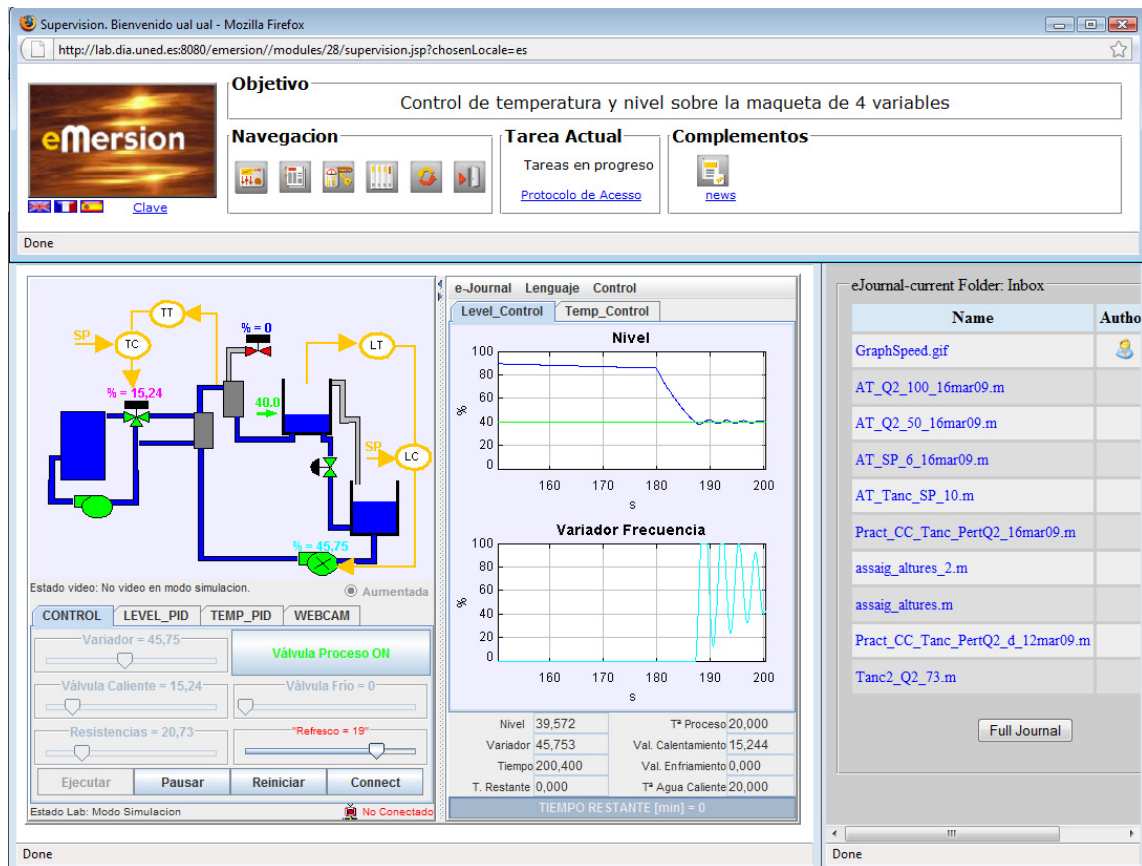 Supervision. Bienvenido ual ual - Mozilla Firefox
http://lab.dia.uned.es:8080/emersion//modules/28/supervision.jsp?chosenLocale=es
eMersion
Clave
Objetivo
Control de temperatura y nivel sobre la maqueta de 4 variables
Navegacion
Tarea Actual
Tareas en progreso
Protocolo de Acesso
Complementos
news
Done
TT
SP
TC
% = 0
LT
% = 15,24
40.0
SP
LC
% = 45,75
Estado video: No video en modo simulacion.
Aumentada
CONTROL LEVEL_PID TEMP_PID WEBCAM
Variador = 45,75
Válvula Proceso ON
Válvula Caliente = 15,24
Válvula Frío = 0
Resistencias = 20,73
"Refresco = 19"
Ejecutar Pausar Reiniciar Connect
Estado Lab: Modo Simulacion
No Conectado
e-Journal Lenguaje Control
Level_Control Temp_Control
Nivel
100
80
60
%
40
20
0
160 170 180 190 200
s
Variador Frecuencia
100
80
60
%
40
20
0
160 170 180 190 200
s
Nivel 39,572 Tª Proceso 20,000
Variador 45,753 Val. Calentamiento 15,244
Tiempo 200,400 Val. Enfriamiento 0,000
T. Restante 0,000 Tª Agua Caliente 20,000
TIEMPO RESTANTE [min] = 0
Done
eJournal-current Folder: Inbox
Name Autho
GraphSpeed.gif
AT_Q2_100_16mar09.m
AT_Q2_50_16mar09.m
AT_SP_6_16mar09.m
AT_Tanc_SP_10.m
Pract_CC_Tanc_PertQ2_16mar09.m
assaig_altures_2.m
assaig_altures.m
Pract_CC_Tanc_PertQ2_d_12mar09.m
Tanc2_Q2_73.m
Full Journal
Done